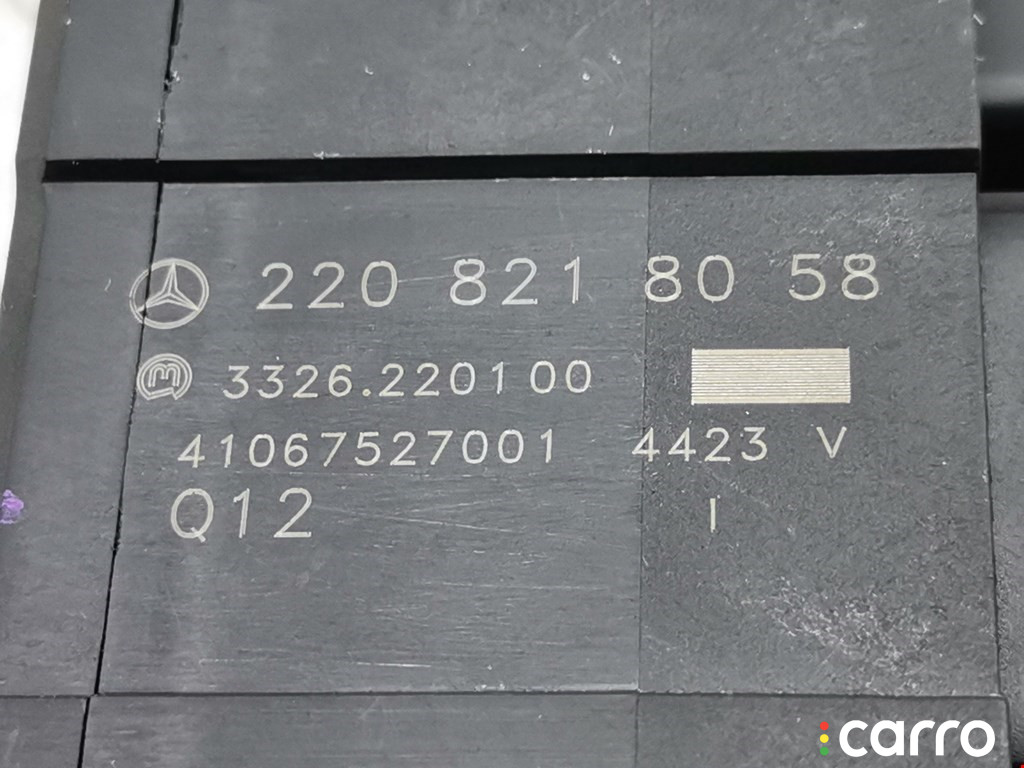 220 821 80 58
3326.220100
41067527001 4423 V
Q12 I
carro